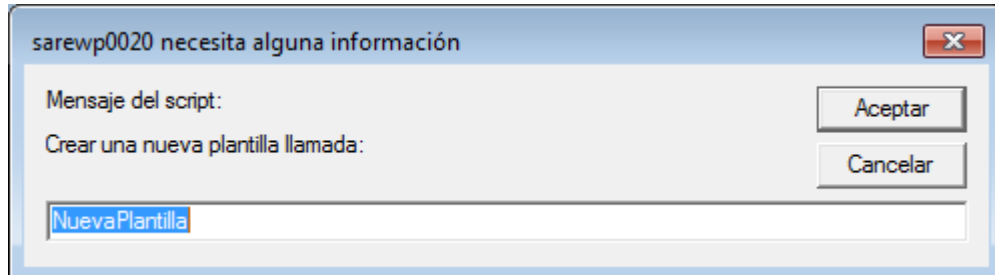 sarewp0020 necesita alguna información
Mensaje del script:
Aceptar
Crear una nueva plantilla llamada:
Cancelar
NuevaPlantilla